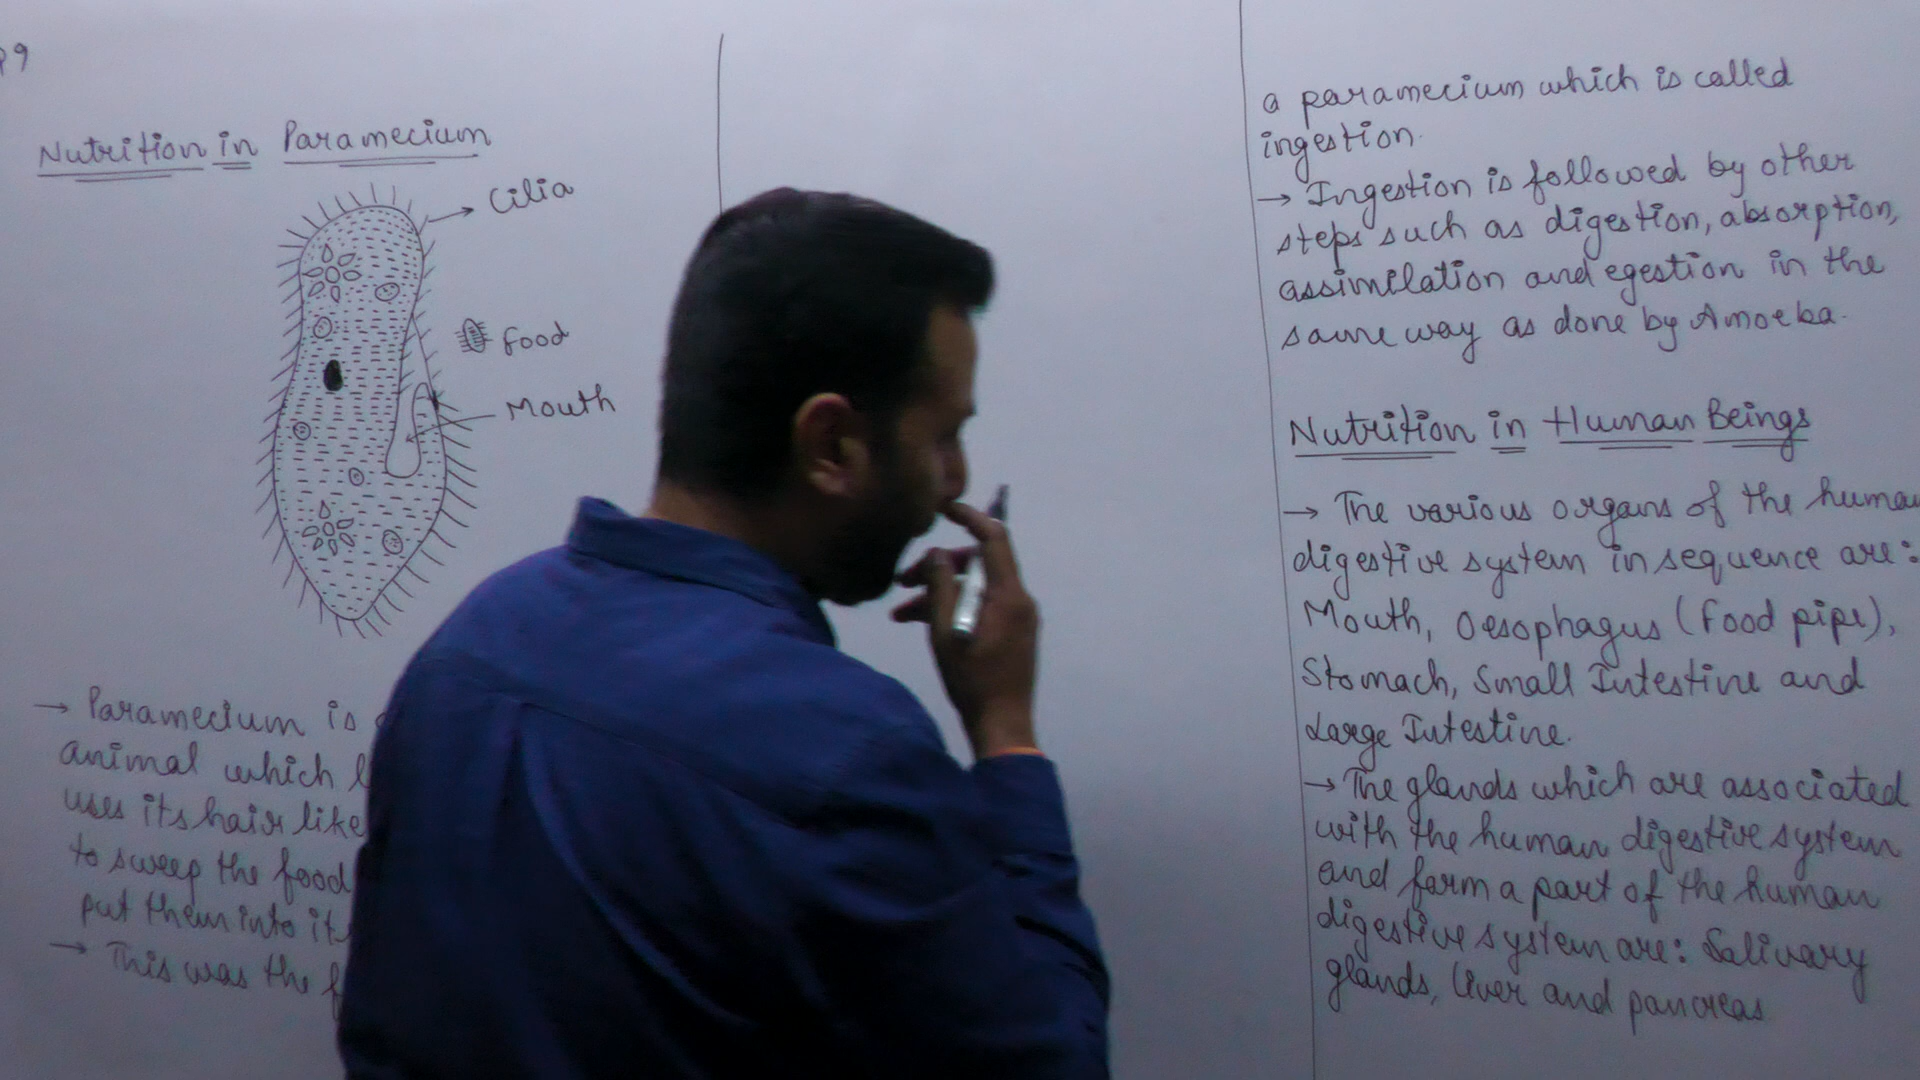 Nutrition in Paramecium
Cilia
food
Mouth
→ Paramecium is
animal which
uses its hair like
to sweep the food
put them into its
→ This was the
a paramecium which is called
ingestion.
→ Ingestion is followed by other
steps such as digestion, absorption,
assimilation and egestion in the
same way as done by Amoeba.
Nutrition in Human Beings
→ The various organs of the human
digestive system in sequence are:
Mouth, Oesophagus (food pipe),
Stomach, Small Intestine and
Large Intestine.
→ The glands which are associated
with the human digestive system
and form a part of the human
digestive system are: Salivary
glands, liver and pancreas